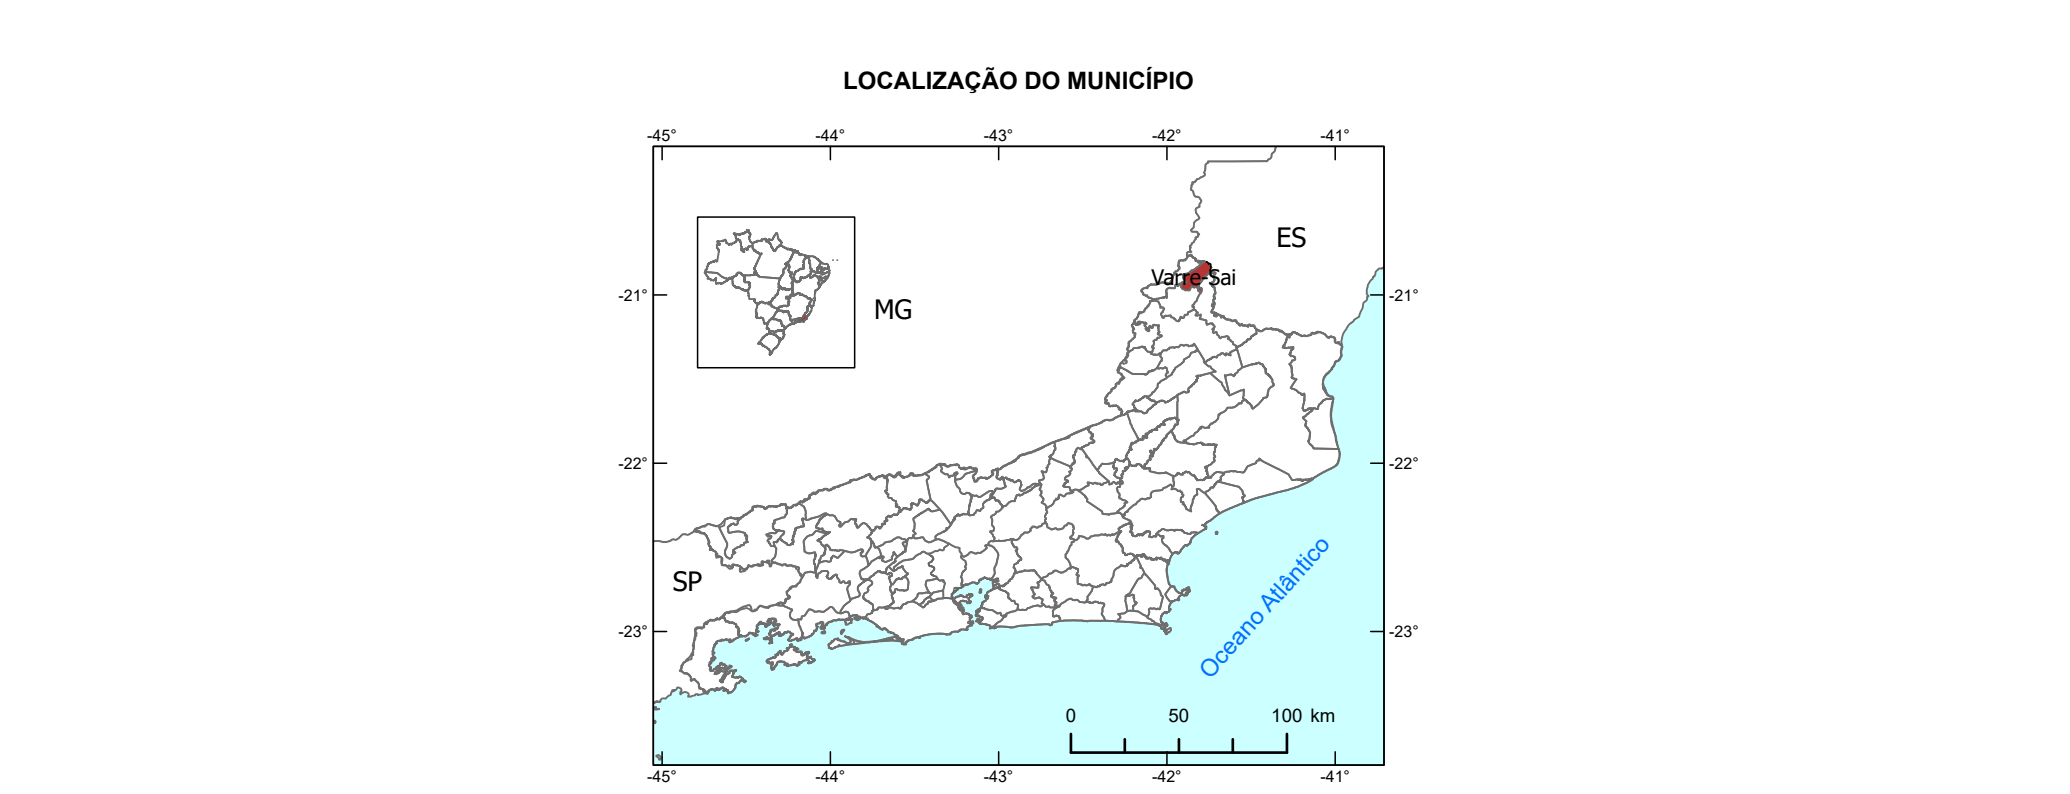 LOCALIZAÇÃO DO MUNICÍPIO
-45° -44° -43° -42° -41°
ES
Varre-Sai
-21° -21°
MG
-22° -22°
Oceano Atlântico
SP
-23° -23°
0 50 100 km
-45° -44° -43° -42° -41°